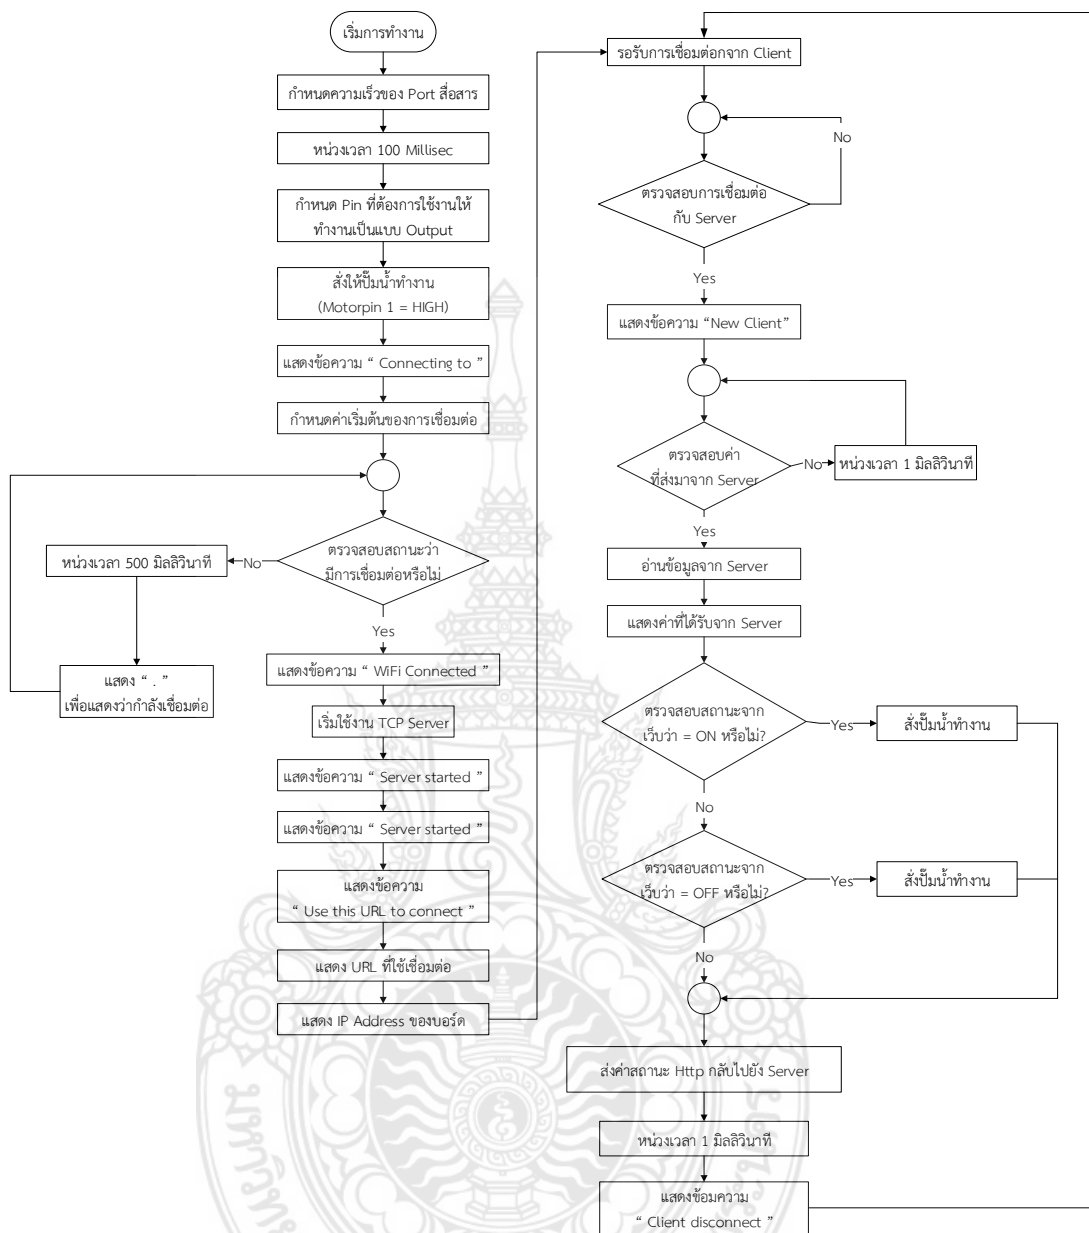 เริ่มการทำงาน
กำหนดความเร็วของ Port สื่อสาร
หน่วงเวลา 100 Millisec
กำหนด Pin ที่ต้องการใช้งานให้
ทำงานเป็นแบบ Output
สั่งให้ปั๊มน้ำทำงาน
(Motorpin 1 = HIGH)
แสดงข้อความ “ Connecting to ”
กำหนดค่าเริ่มต้นของการเชื่อมต่อ
ตรวจสอบสถานะว่า
มีการเชื่อมต่อหรือไม่
No
หน่วงเวลา 500 มิลลิวินาที
แสดง “ . ”
เพื่อแสดงว่ากำลังเชื่อมต่อ
Yes
แสดงข้อความ “ WiFi Connected ”
เริ่มใช้งาน TCP Server
แสดงข้อความ “ Server started ”
แสดงข้อความ “ Server started ”
แสดงข้อความ
“ Use this URL to connect ”
แสดง URL ที่ใช้เชื่อมต่อ
แสดง IP Address ของบอร์ด
รอรับการเชื่อมต่อกจาก Client
No
ตรวจสอบการเชื่อมต่อ
กับ Server
Yes
แสดงข้อความ “New Client”
ตรวจสอบค่า
ที่ส่งมาจาก Server
No
หน่วงเวลา 1 มิลลิวินาที
Yes
อ่านข้อมูลจาก Server
แสดงค่าที่ได้รับจาก Server
ตรวจสอบสถานะจาก
เว็บว่า = ON หรือไม่?
Yes
สั่งปั๊มน้ำทำงาน
No
ตรวจสอบสถานะจาก
เว็บว่า = OFF หรือไม่?
Yes
สั่งปั๊มน้ำทำงาน
No
ส่งค่าสถานะ Http กลับไปยัง Server
หน่วงเวลา 1 มิลลิวินาที
แสดงข้อมความ
“ Client disconnect ”